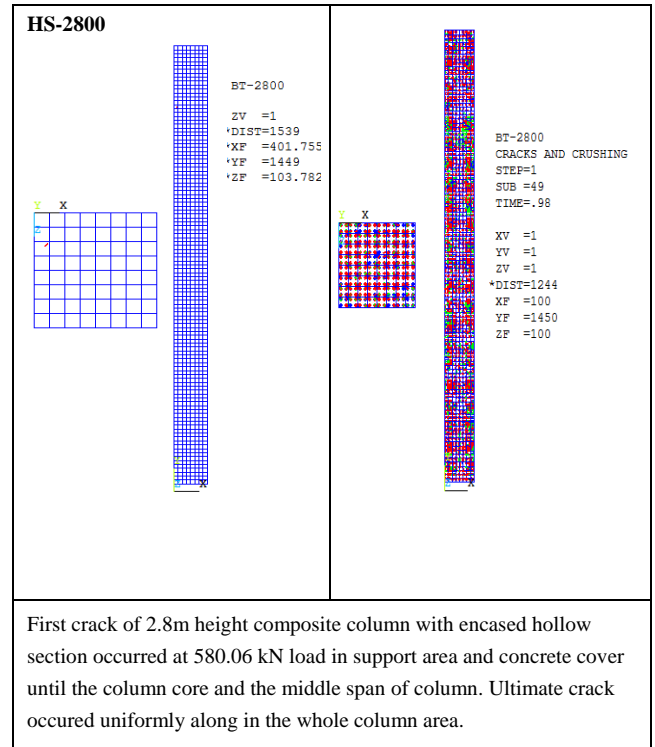 HS-2800
BT-2800
ZV =1
*DIST=1539
*XF =401.755
*YF =1449
*ZF =103.782
Y X
Z
Z X
BT-2800
CRACKS AND CRUSHING
STEP=1
SUB =49
TIME=.98
XV =1
YV =1
ZV =1
*DIST=1244
XF =100
YF =1450
ZF =100
Y X
Z X
First crack of 2.8m height composite column with encased hollow
section occurred at 580.06 kN load in support area and concrete cover
until the column core and the middle span of column. Ultimate crack
occured uniformly along in the whole column area.